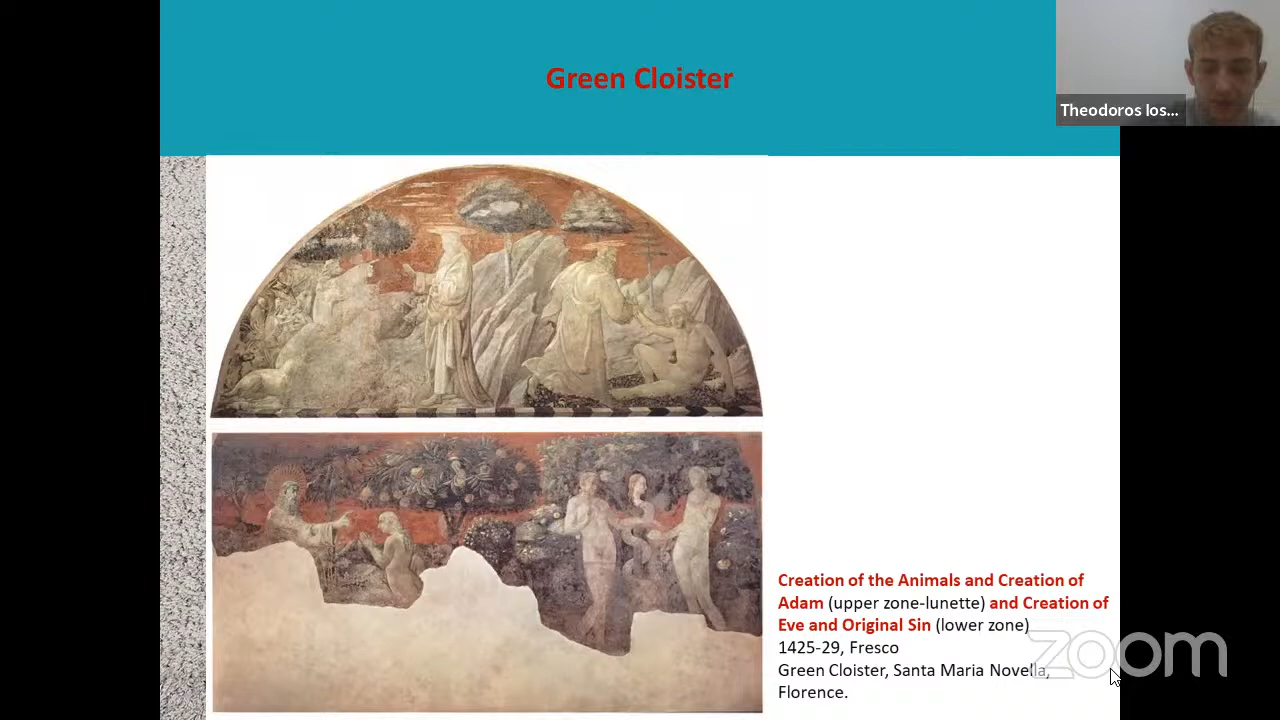 Green Cloister
Theodoros Ios...
Creation of the Animals and Creation of
Adam (upper zone-lunette) and Creation of
Eve and Original Sin (lower zone)
1425-29, Fresco
Green Cloister, Santa Maria Novella,
Florence.
zoom